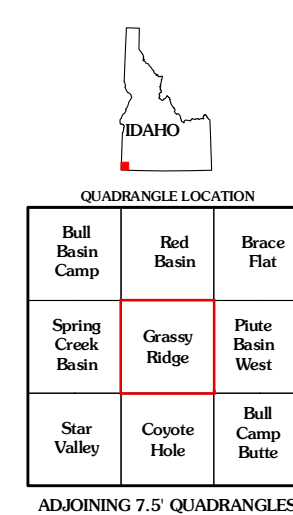 IDAHO
QUADRANGLE LOCATION
Bull
Basin
Camp
Red
Basin
Brace
Flat
Spring
Creek
Basin
Grassy
Ridge
Piute
Basin
West
Star
Valley
Coyote
Hole
Bull
Camp
Butte
ADJOINING 7.5' QUADRANGLES